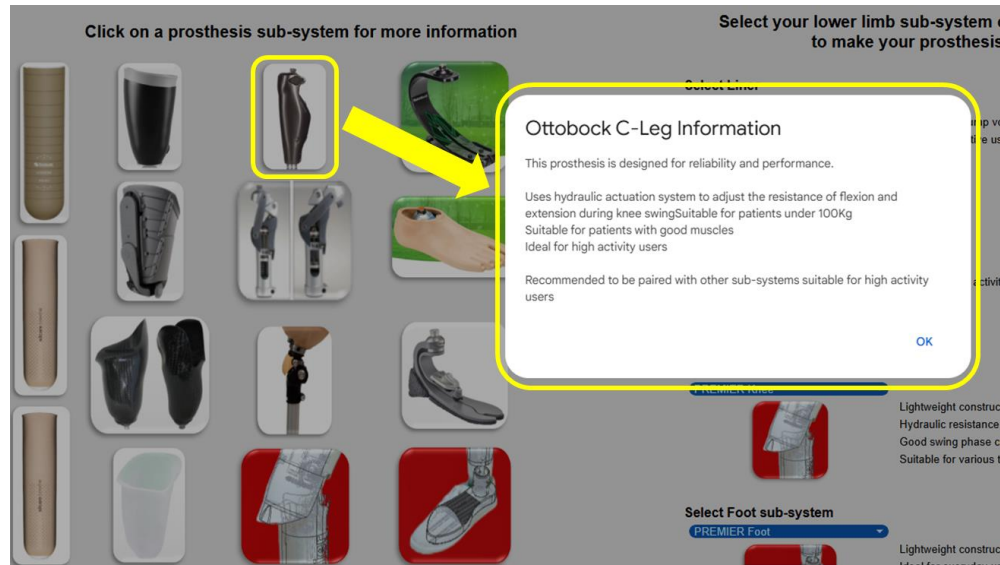 Click on a prosthesis sub-system for more information
Select your lower limb sub-system
to make your prosthesis
Select Liner
Ottobock C-Leg Information
This prosthesis is designed for reliability and performance.
Uses hydraulic actuation system to adjust the resistance of flexion and
extension during knee swingSuitable for patients under 100Kg
Suitable for patients with good muscles
Ideal for high activity users
Recommended to be paired with other sub-systems suitable for high activity
users
OK
PREMIER Knee
Lightweight construc
Hydraulic resistance
Good swing phase c
Suitable for various t
Select Foot sub-system
PREMIER Foot
Lightweight construc